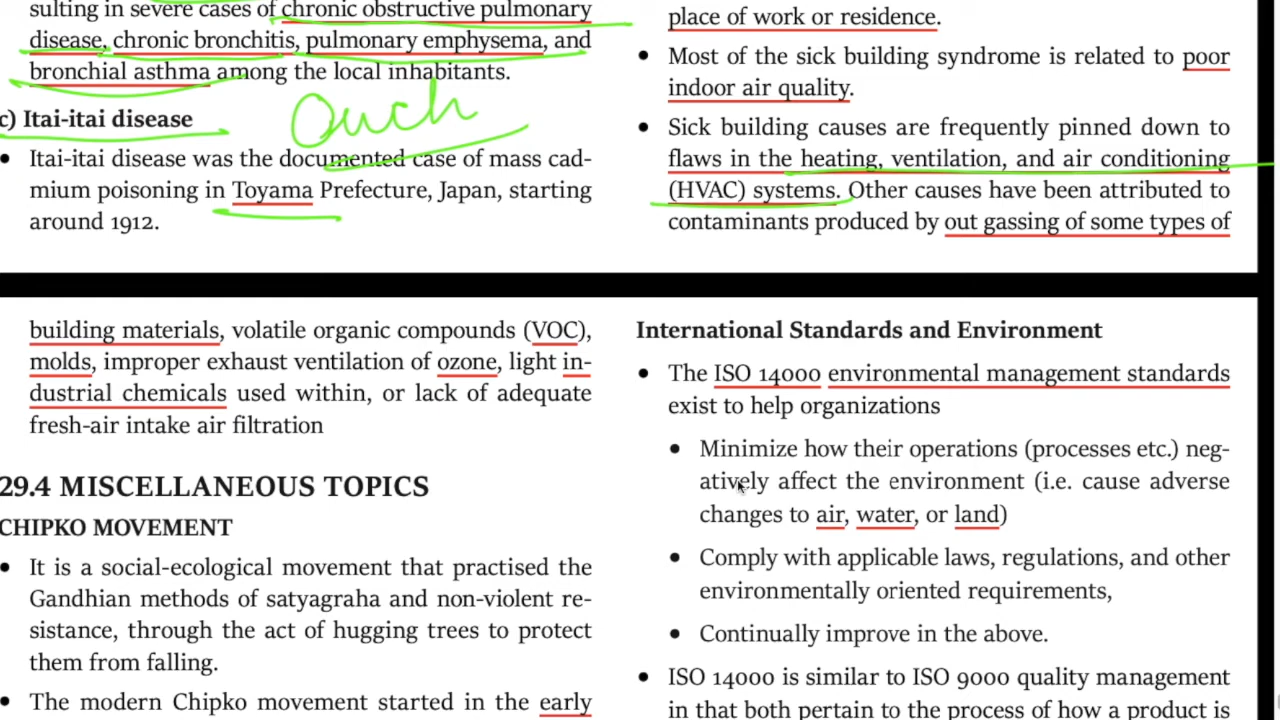 sulting in severe cases of chronic obstructive pulmonary
disease, chronic bronchitis, pulmonary emphysema, and
bronchial asthma among the local inhabitants.
Ouch
c) Itai-itai disease
• Itai-itai disease was the documented case of mass cad-
mium poisoning in Toyama Prefecture, Japan, starting
around 1912.
place of work or residence.
• Most of the sick building syndrome is related to poor
indoor air quality.
• Sick building causes are frequently pinned down to
flaws in the heating, ventilation, and air conditioning
(HVAC) systems. Other causes have been attributed to
contaminants produced by out gassing of some types of
building materials, volatile organic compounds (VOC),
molds, improper exhaust ventilation of ozone, light in-
dustrial chemicals used within, or lack of adequate
fresh-air intake air filtration
29.4 MISCELLANEOUS TOPICS
CHIPKO MOVEMENT
• It is a social-ecological movement that practised the
Gandhian methods of satyagraha and non-violent re-
sistance, through the act of hugging trees to protect
them from falling.
• The modern Chipko movement started in the early
International Standards and Environment
• The ISO 14000 environmental management standards
exist to help organizations
• Minimize how their operations (processes etc.) neg-
atively affect the environment (i.e. cause adverse
changes to air, water, or land)
• Comply with applicable laws, regulations, and other
environmentally oriented requirements,
• Continually improve in the above.
• ISO 14000 is similar to ISO 9000 quality management
in that both pertain to the process of how a product is